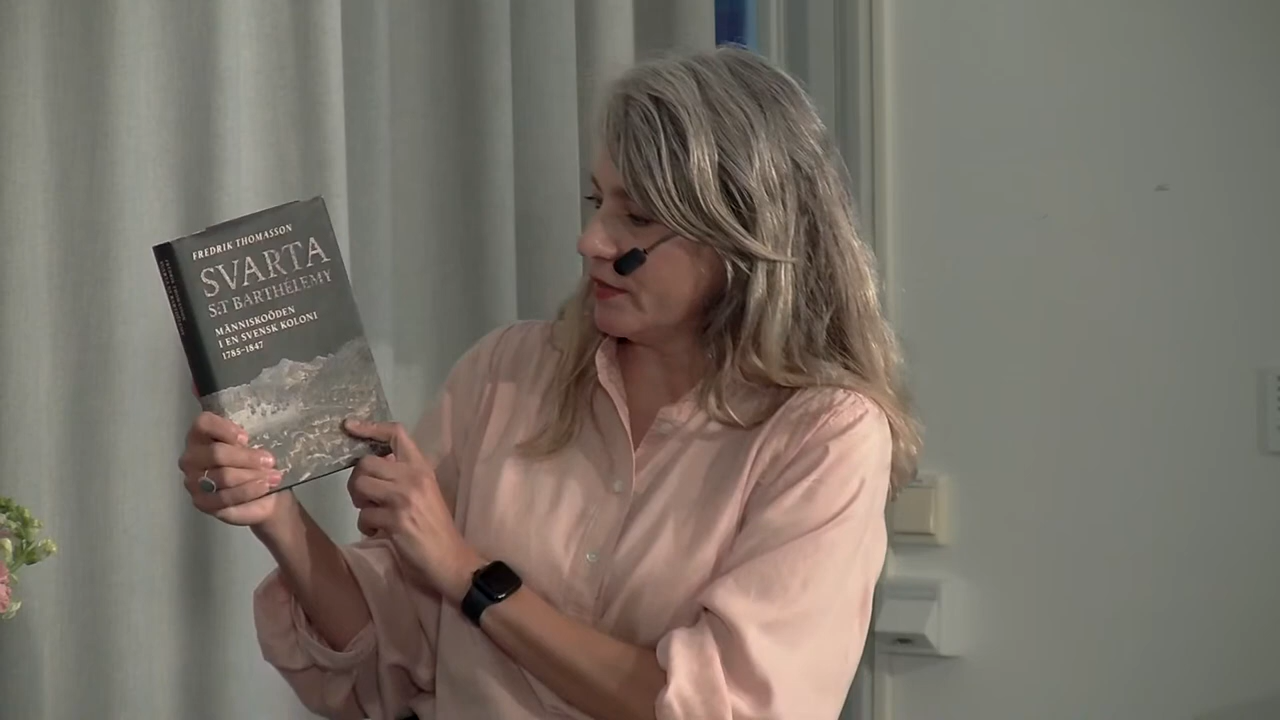 FREDRIK THOMASSON
SVARTA
S:T BARTHÉLEMY
MÄNNISKOÖDEN
I EN SVENSK KOLONI
1785–1847